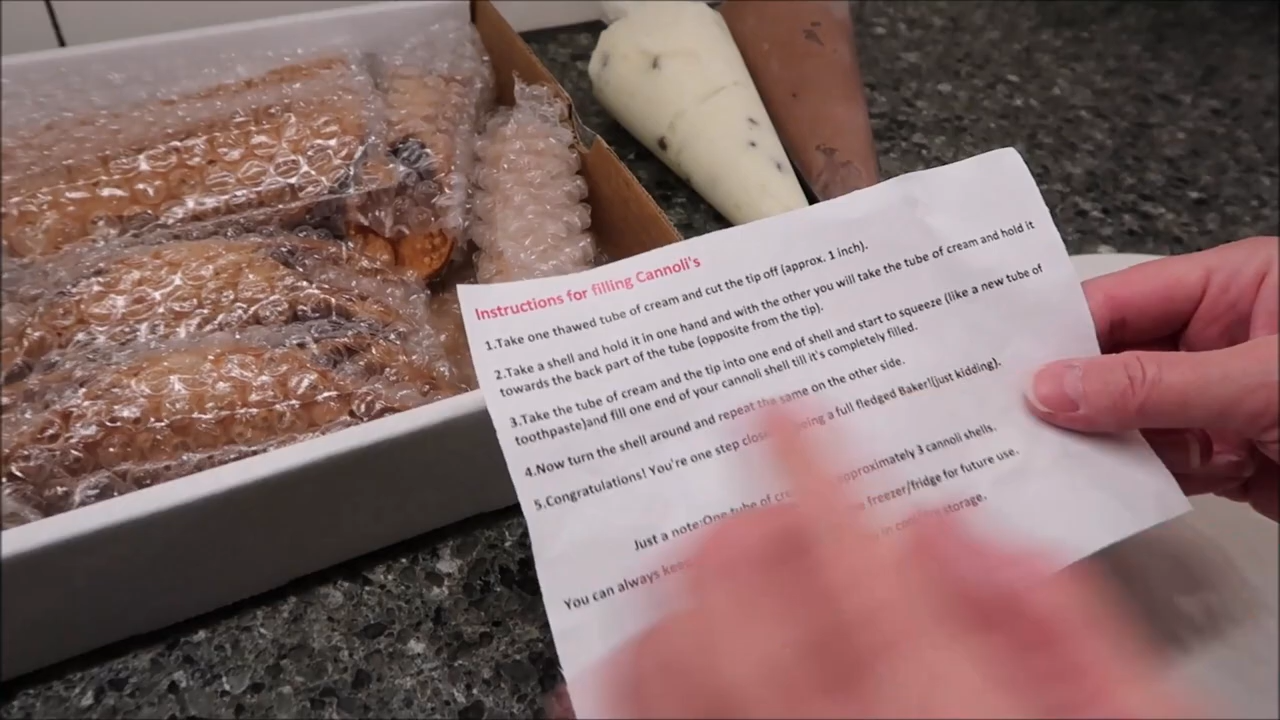 Instructions for filling Cannoli's
1.Take one thawed tube of cream and cut the tip off (approx. 1 inch).
2.Take a shell and hold it in one hand and with the other you will take the tube of cream and hold it
towards the back part of the tube (opposite from the tip).
3.Take the tube of cream and the tip into one end of shell and start to squeeze (like a new tube of
toothpaste)and fill one end of your cannoli shell till it's completely filled.
4.Now turn the shell around and repeat the same on the other side.
5.Congratulations! You're one step being a full fledged Baker!(just kidding).
Just a note:One tube of approximately 3 cannoli shells.
You can always freezer/fridge for future use.
in storage.